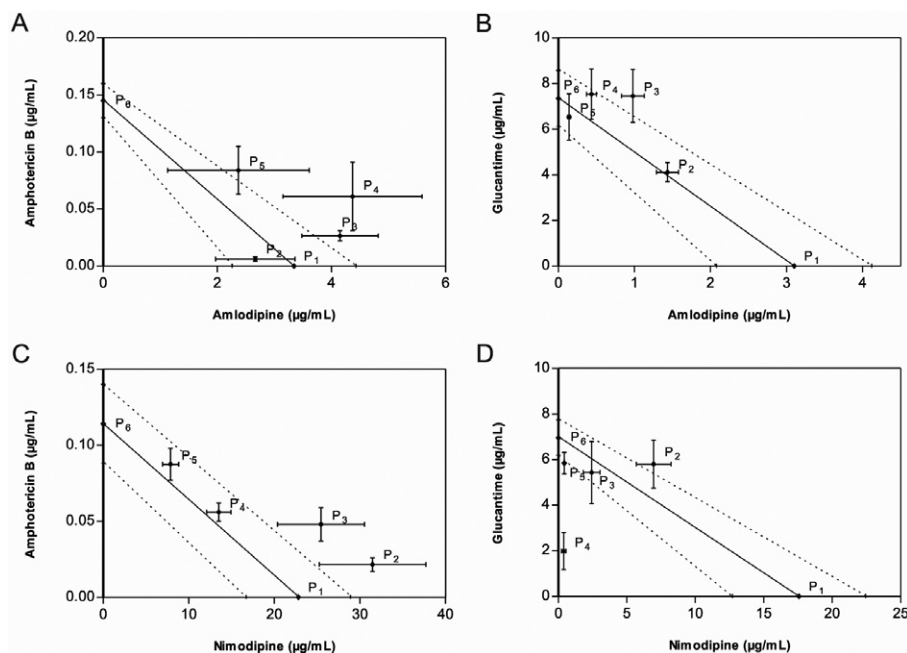 A
Amphotericin B (µg/mL)
0.20
0.15
0.10
0.05
0.00
P6
P5
P4
P3
P2
P1
0
2
4
6
Amlodipine (µg/mL)
B
Glucantime (µg/mL)
10
8
6
4
2
0
P6
P4
P3
P5
P2
P1
0
1
2
3
4
Amlodipine (µg/mL)
C
Amphotericin B (µg/mL)
0.15
0.10
0.05
0.00
P6
P5
P4
P3
P2
P1
0
10
20
30
40
Nimodipine (µg/mL)
D
Glucantime (µg/mL)
10
8
6
4
2
0
P6
P2
P5
P3
P4
P1
0
5
10
15
20
25
Nimodipine (µg/mL)